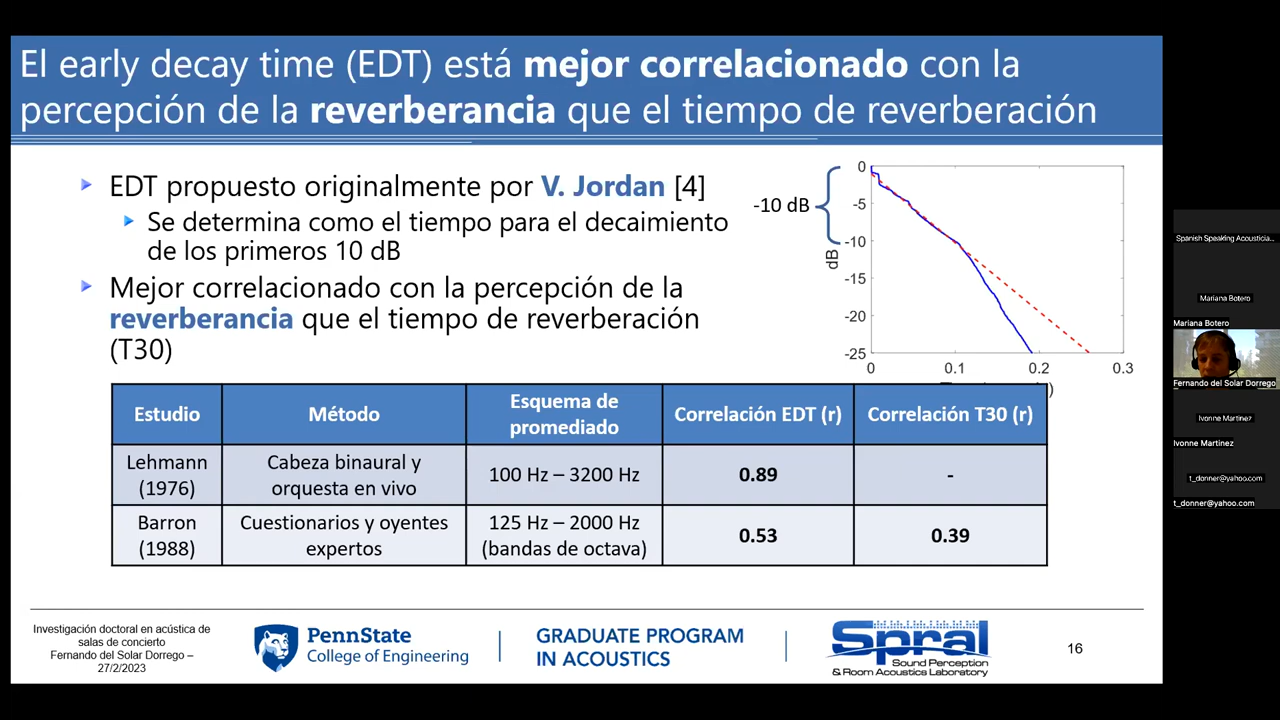 El early decay time (EDT) está mejor correlacionado con la
percepción de la reverberancia que el tiempo de reverberación
EDT propuesto originalmente por V. Jordan [4]
Se determina como el tiempo para el decaimiento
de los primeros 10 dB
Mejor correlacionado con la percepción de la
reverberancia que el tiempo de reverberación
(T30)
-10 dB
dB
0
-5
-10
-15
-20
-25
0 0.1 0.2 0.3
Estudio Método Esquema de promediado Correlación EDT (r) Correlación T30 (r)
Lehmann (1976) Cabeza binaural y orquesta en vivo 100 Hz – 3200 Hz 0.89 -
Barron (1988) Cuestionarios y oyentes expertos 125 Hz – 2000 Hz (bandas de octava) 0.53 0.39
Investigación doctoral en acústica de
salas de concierto
Fernando del Solar Dorrego –
27/2/2023
PennState
College of Engineering
GRADUATE PROGRAM
IN ACOUSTICS
Spral
Sound Perception
& Room Acoustics Laboratory
16
Spanish Speaking Acousticia...
Mariana Botero
Mariana Botero
Fernando del Solar Dorrego
Ivonne Martinez
Ivonne Martinez
t_donner@yahoo.com
t_donner@yahoo.com